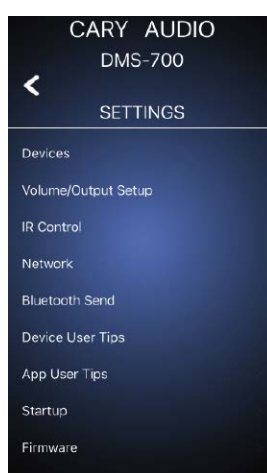 CARY AUDIO
DMS-700
SETTINGS
Devices
Volume/Output Setup
IR Control
Network
Bluetooth Send
Device User Tips
App User Tips
Startup
Firmware